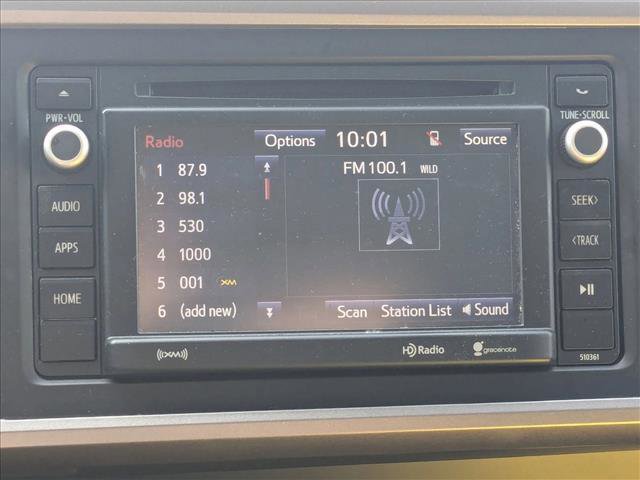 PWR•VOL
TUNE•SCROLL
Radio
Options
10:01
Source
1 87.9
2 98.1
3 530
4 1000
5 001 XM
6 (add new)
FM 100.1 WILD
Scan
Station List
Sound
AUDIO
APPS
HOME
SEEK>
<TRACK
510361
((XM))
HD Radio
gracenote